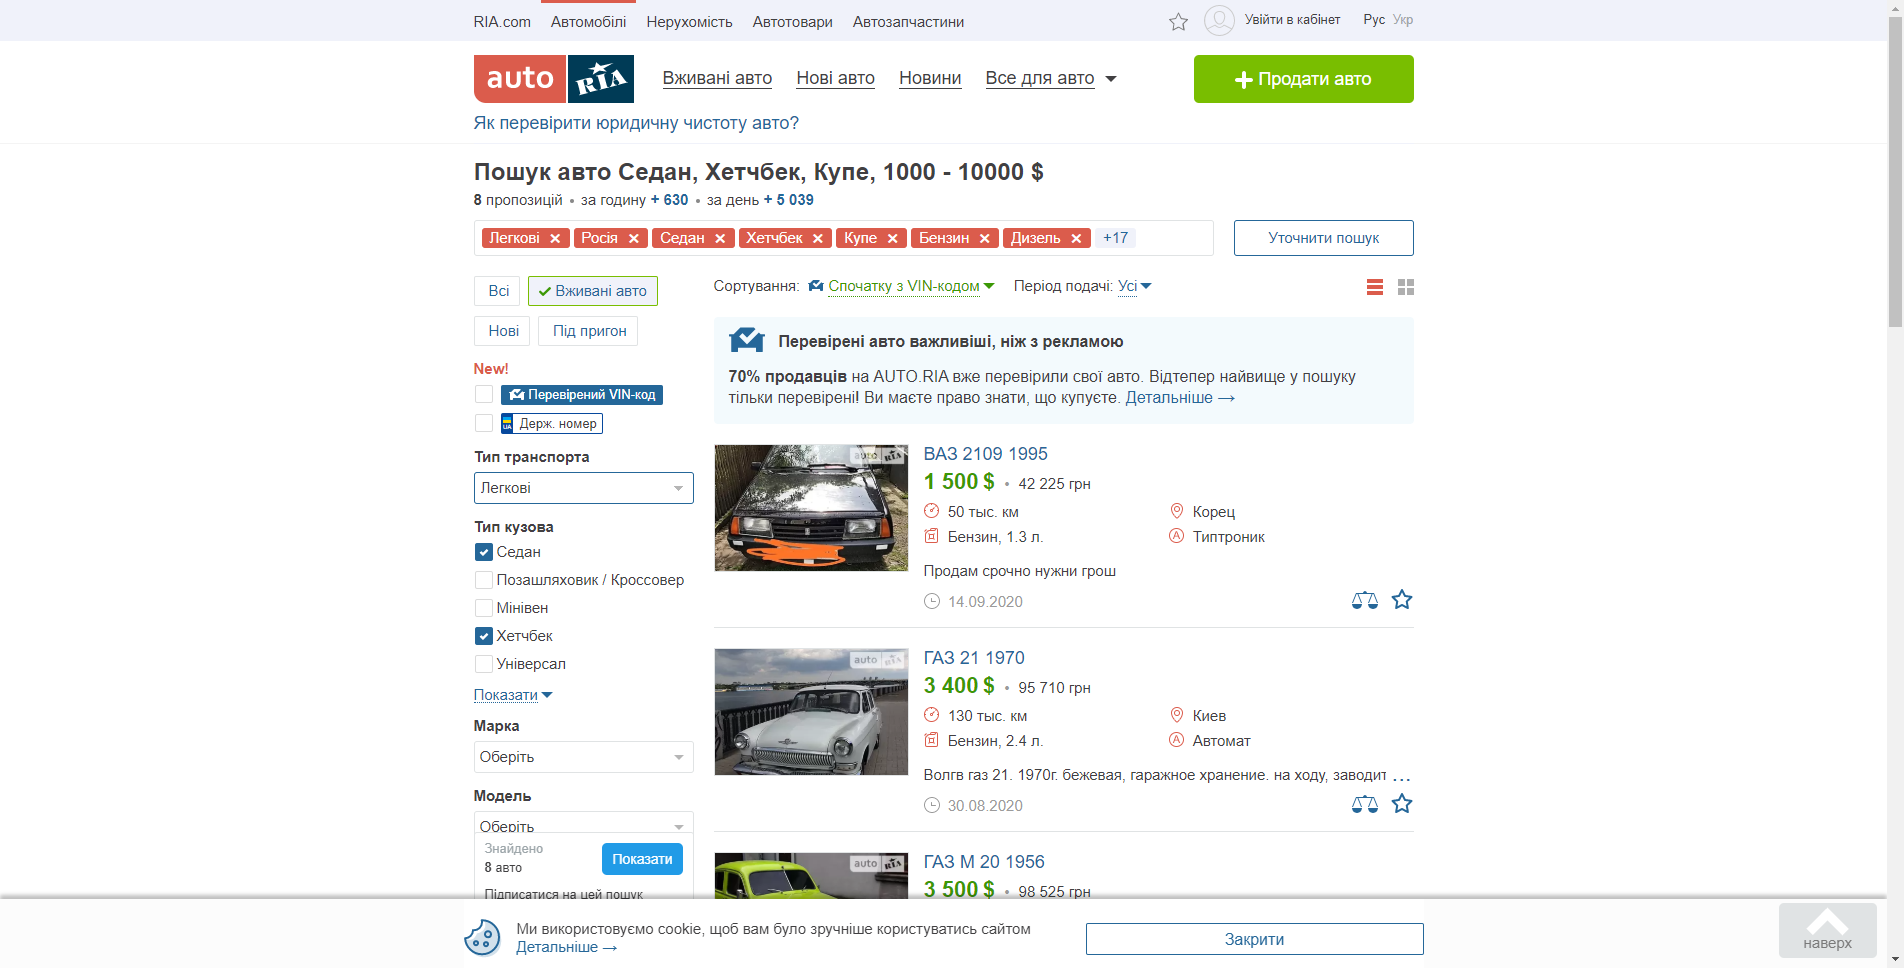 RIA.com Автомобілі Нерухомість Автотовари Автозапчастини Увійти в кабінет Рус Укр
auto RIA Вживані авто Нові авто Новини Все для авто Продати авто
Як перевірити юридичну чистоту авто?
Пошук авто Седан, Хетчбек, Купе, 1000 - 10000 $
8 пропозицій • за годину + 630 • за день + 5 039
Легкові Росія Седан Хетчбек Купе Бензин Дизель +17 Уточнити пошук
Всі Вживані авто
Нові Під пригон
New!
Перевірений VIN-код
UA Держ. номер
Тип транспорта
Легкові
Тип кузова
Седан
Позашляховик / Кроссовер
Мінівен
Хетчбек
Універсал
Показати
Марка
Оберіть
Модель
Оберіть
Знайдено
8 авто
Показати
Підписатися на цей пошук
Сортування: Спочатку з VIN-кодом Період подачі: Усі
Перевірені авто важливіші, ніж з рекламою
70% продавців на AUTO.RIA вже перевірили свої авто. Відтепер найвище у пошуку
тільки перевірені! Ви маєте право знати, що купуєте. Детальніше →
auto RIA
ВАЗ 2109 1995
1 500 $ • 42 225 грн
50 тыс. км Корец
Бензин, 1.3 л. Типтроник
Продам срочно нужни грош
14.09.2020
auto RIA
ГАЗ 21 1970
3 400 $ • 95 710 грн
130 тыс. км Киев
Бензин, 2.4 л. Автомат
Волгв газ 21. 1970г. бежевая, гаражное хранение. на ходу, заводит ...
30.08.2020
auto RIA
ГАЗ М 20 1956
3 500 $ • 98 525 грн
Ми використовуємо cookie, щоб вам було зручніше користуватись сайтом
Детальніше →
Закрити
наверх